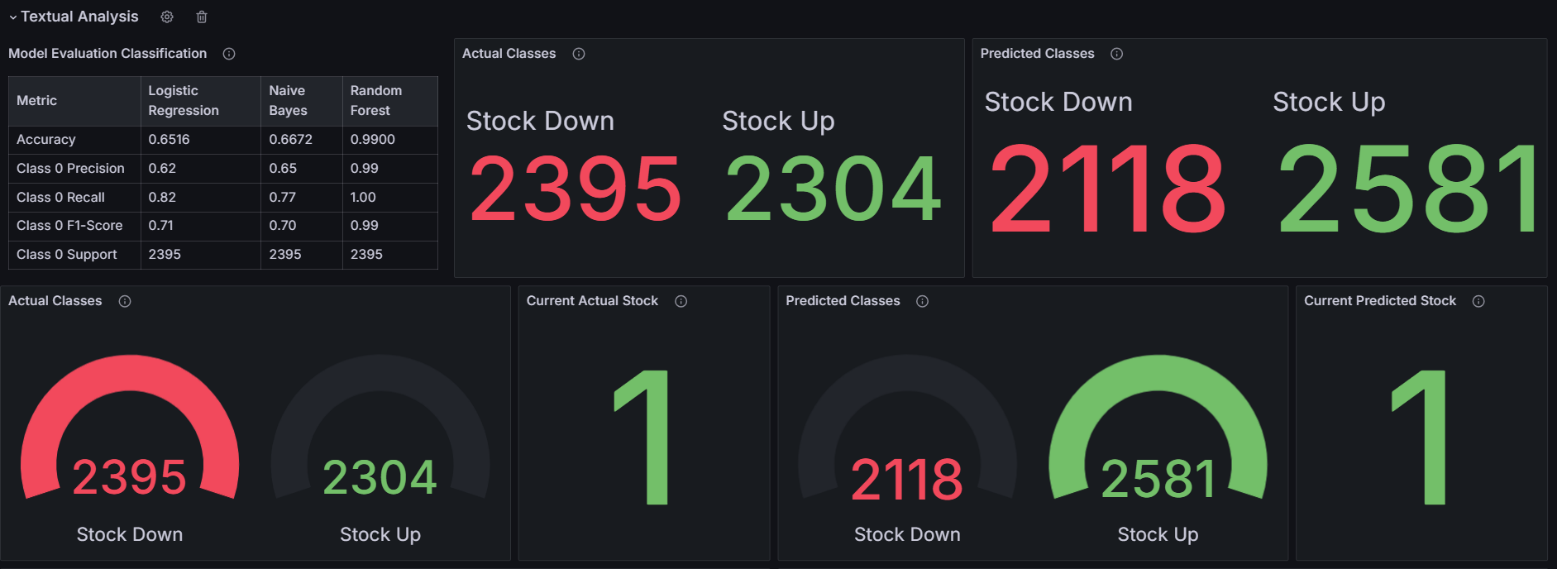 Textual Analysis
Model Evaluation Classification
Metric Logistic Regression Naive Bayes Random Forest
Accuracy 0.6516 0.6672 0.9900
Class 0 Precision 0.62 0.65 0.99
Class 0 Recall 0.82 0.77 1.00
Class 0 F1-Score 0.71 0.70 0.99
Class 0 Support 2395 2395 2395
Actual Classes
Stock Down Stock Up
2395 2304
Predicted Classes
Stock Down Stock Up
2118 2581
Actual Classes
2395 2304
Stock Down Stock Up
Current Actual Stock
1
Predicted Classes
2118 2581
Stock Down Stock Up
Current Predicted Stock
1